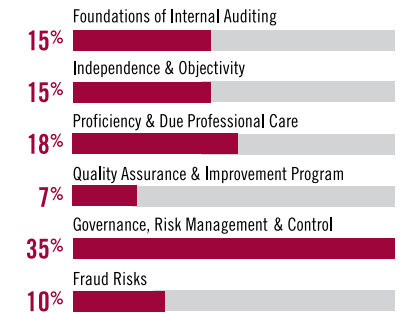 Foundations of Internal Auditing
15%
Independence & Objectivity
15%
Proficiency & Due Professional Care
18%
Quality Assurance & Improvement Program
7%
Governance, Risk Management & Control
35%
Fraud Risks
10%